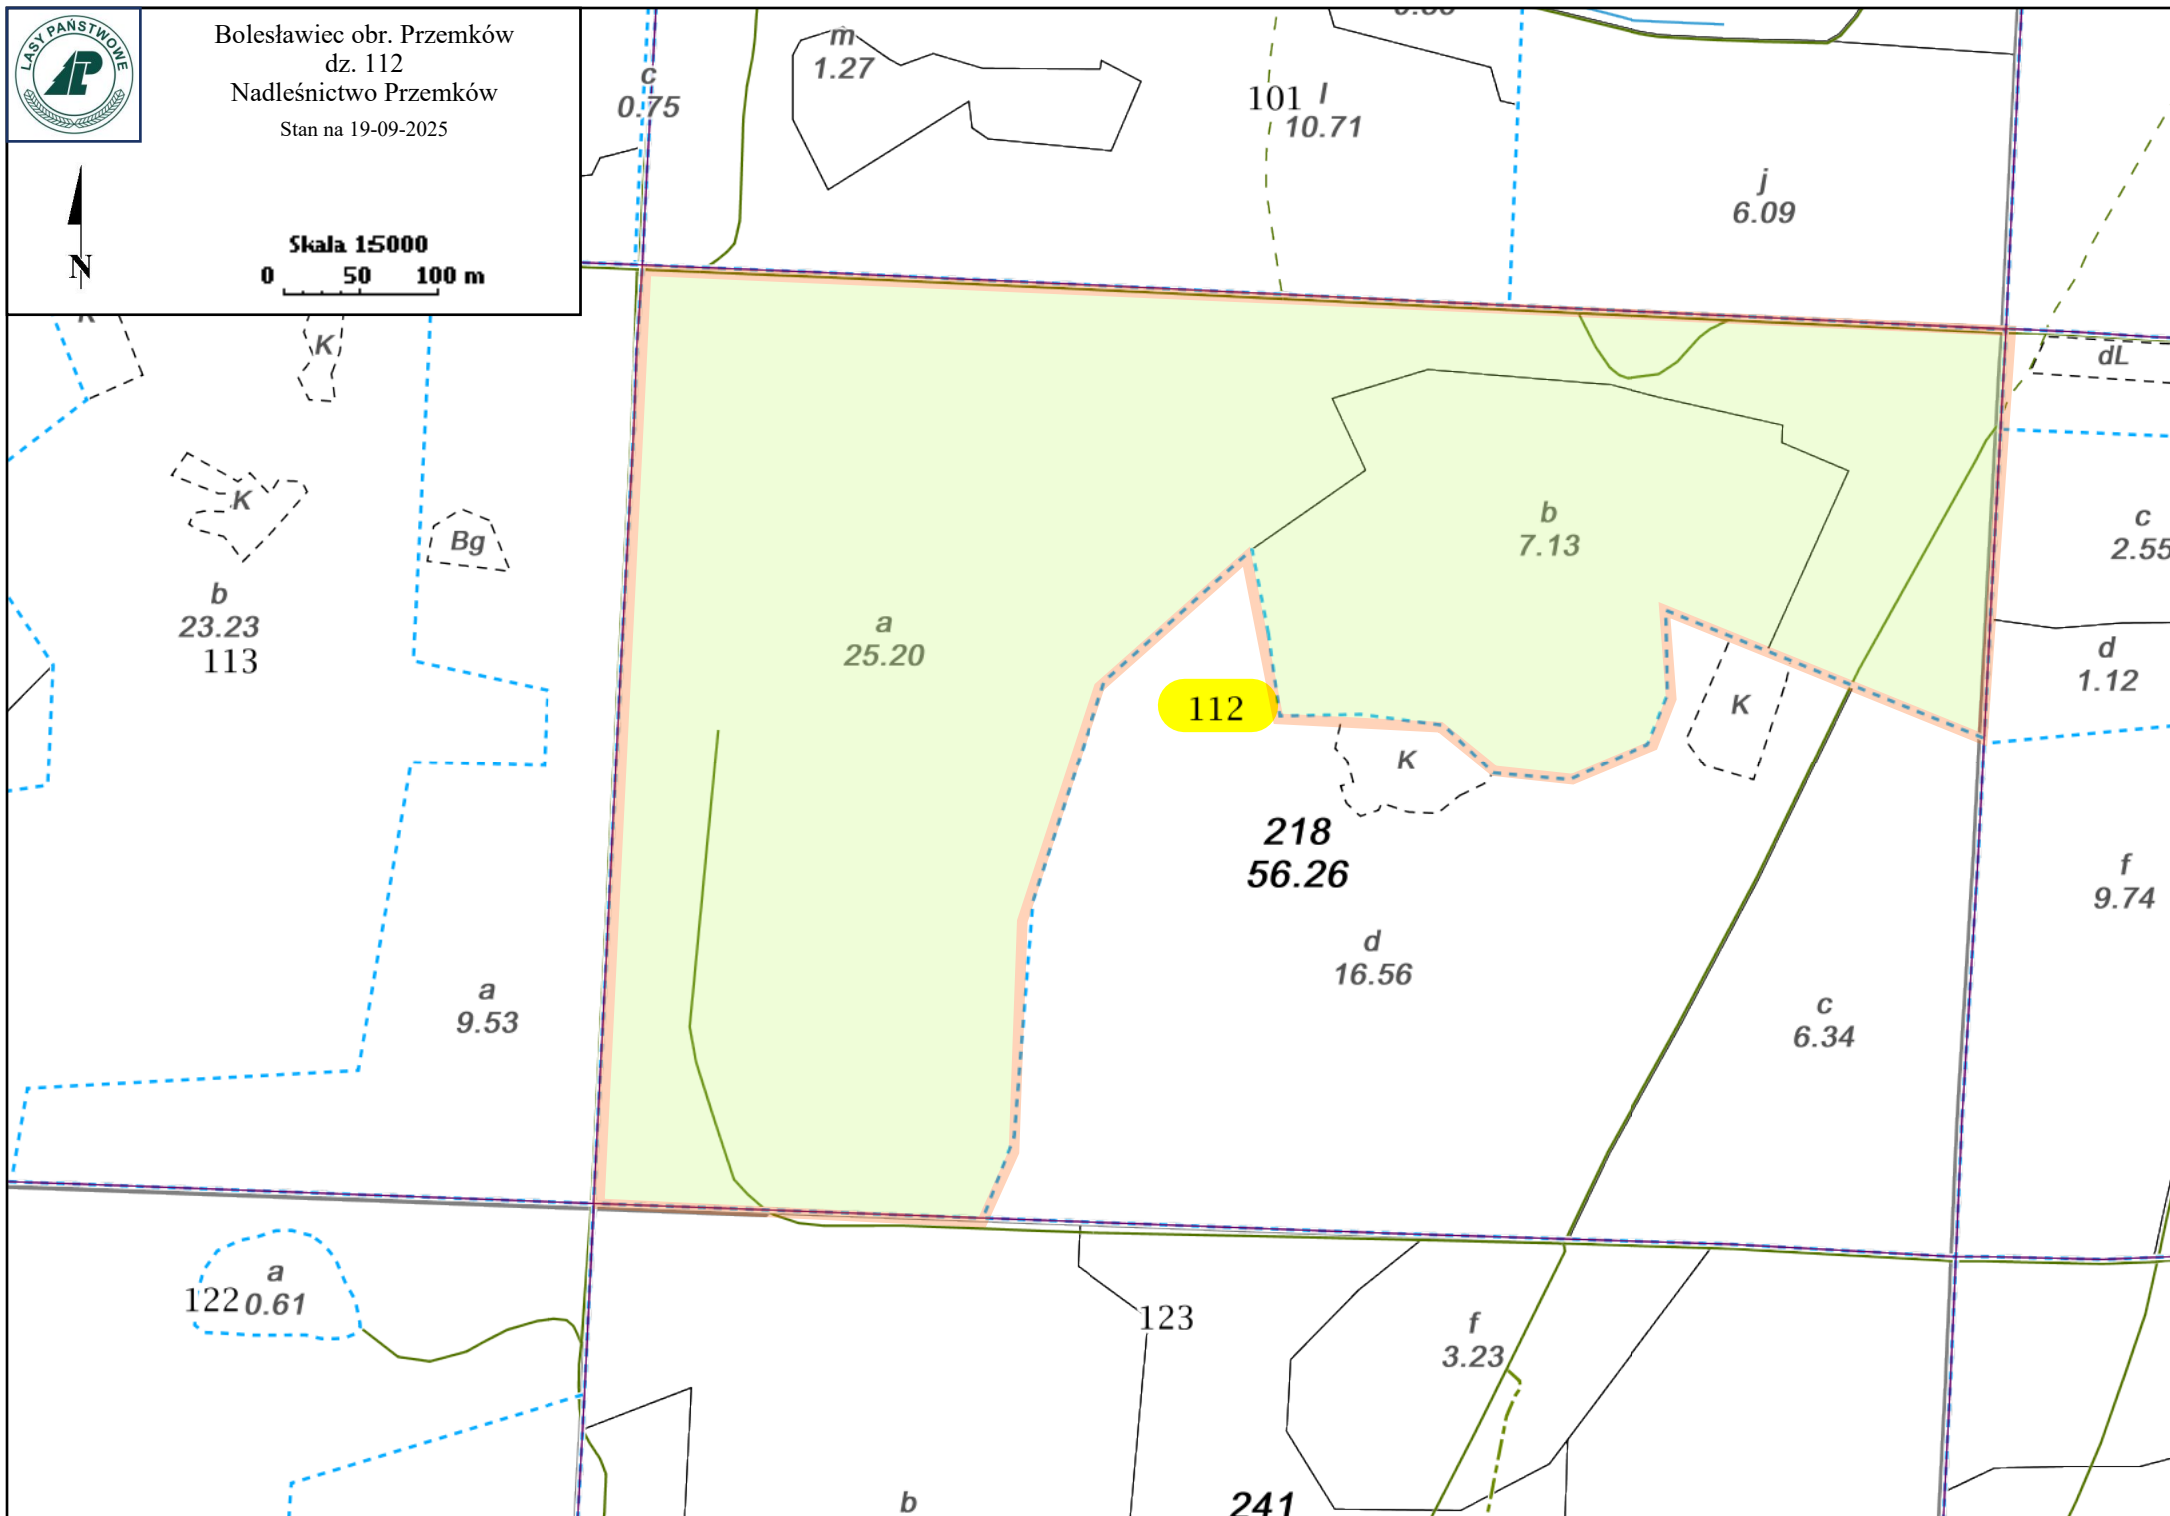 LASY PAŃSTWOWE
Bolesławiec obr. Przemków
dz. 112
Nadleśnictwo Przemków
Stan na 19-09-2025
N
Skala 1:5000
0 50 100 m
c
0.75
m
1.27
101 l
10.71
j
6.09
K
dL
K
Bg
b
23.23
113
a
25.20
b
7.13
c
2.55
d
1.12
112
K
K
218
56.26
d
16.56
c
6.34
f
9.74
a
9.53
a
122 0.61
123
f
3.23
b
241